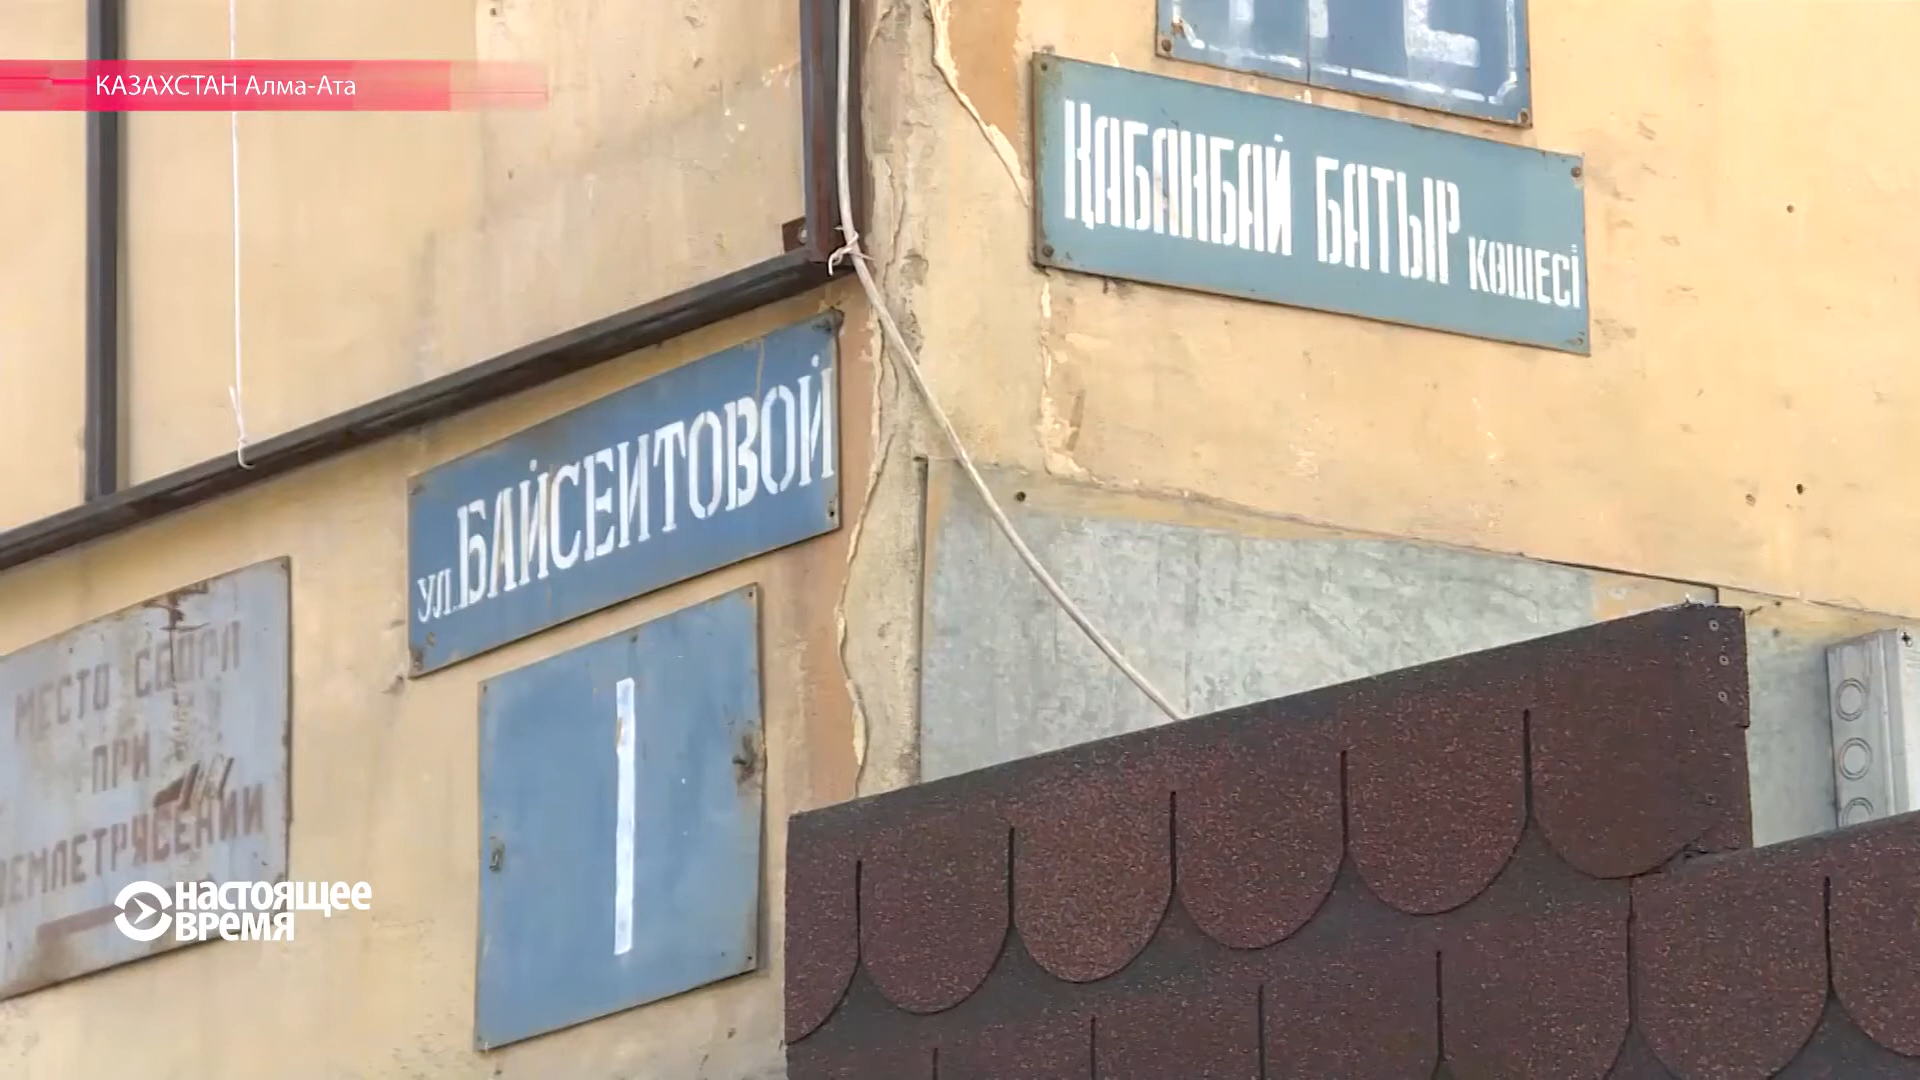 КАЗАХСТАН Алма-Ата
ҚАБАНБАЙ БАТЫР КӨШЕСІ
УЛ. БАЙСЕИТОВОЙ
1
МЕСТО СБОРА
ПРИ
ЗЕМЛЕТРЯСЕНИИ
НАСТОЯЩЕЕ
ВРЕМЯ